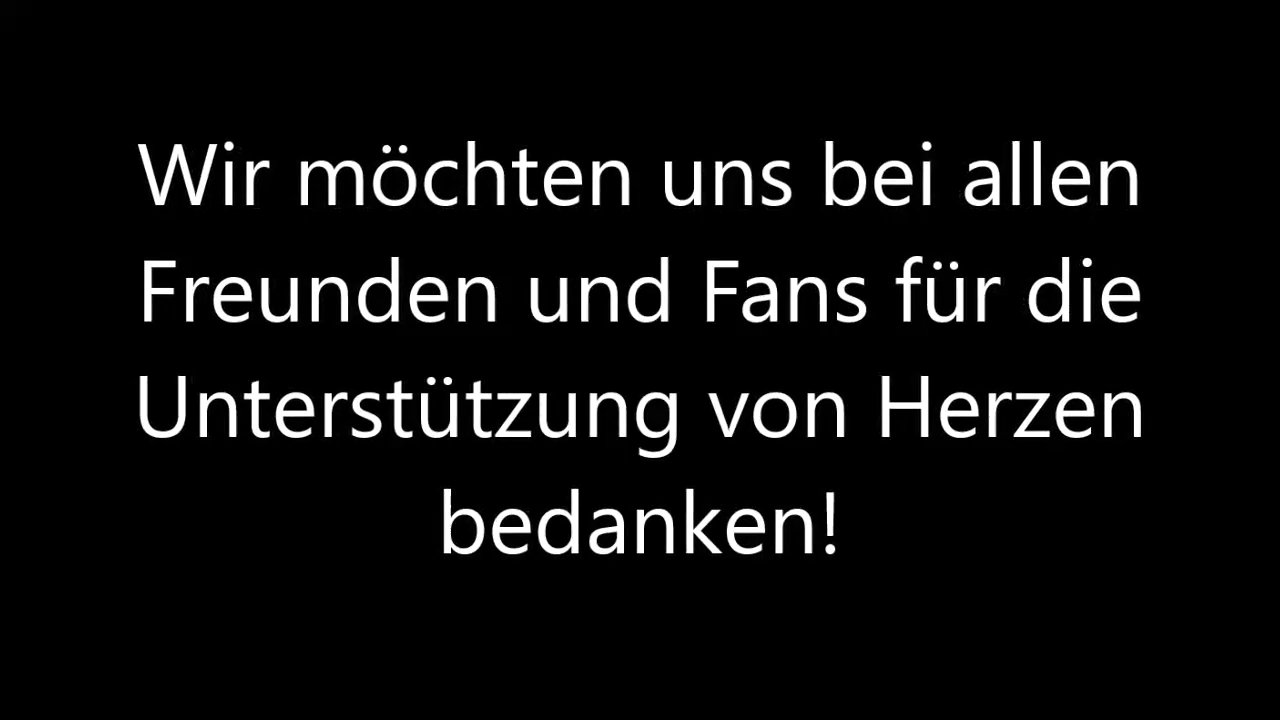 Wir möchten uns bei allen
Freunden und Fans für die
Unterstützung von Herzen
bedanken!